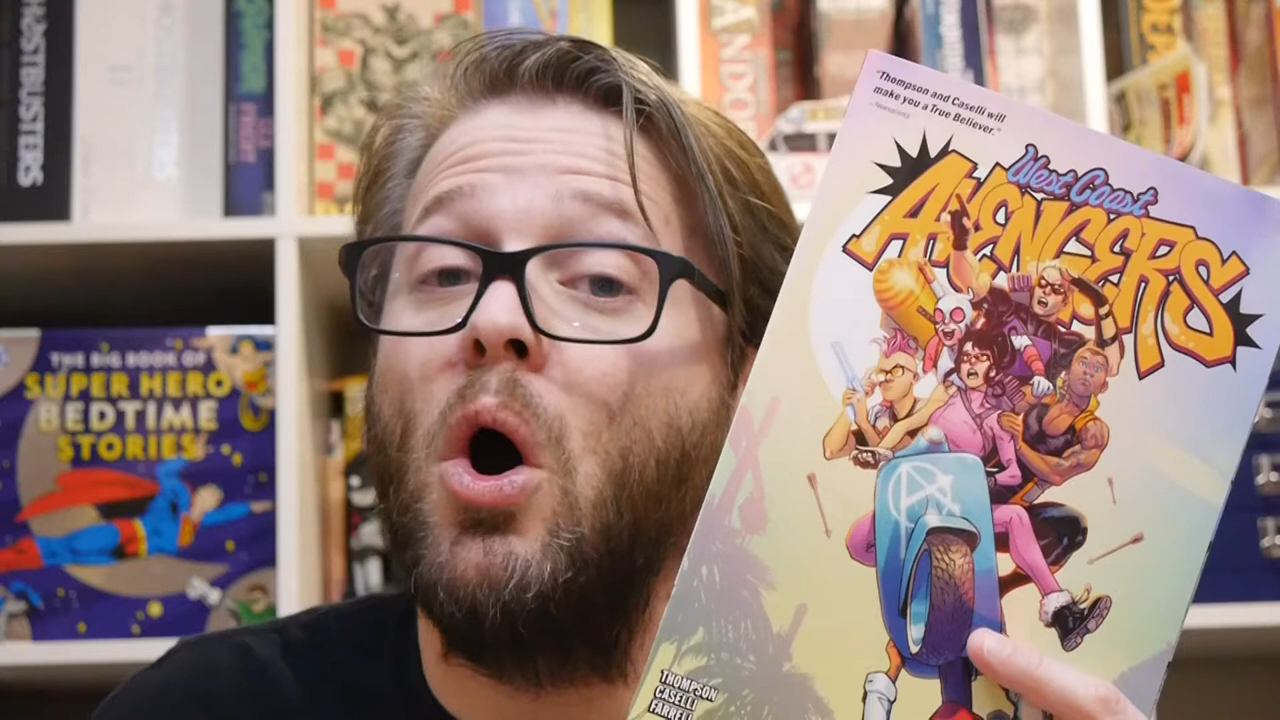 GHOSTBUSTERS
"Thompson and Caselli will
make you a True Believer."
West Coast
AVENGERS
THE BIG BOOK OF
SUPER HERO
BEDTIME
STORIES
THOMPSON
CASELLI
FARRELL